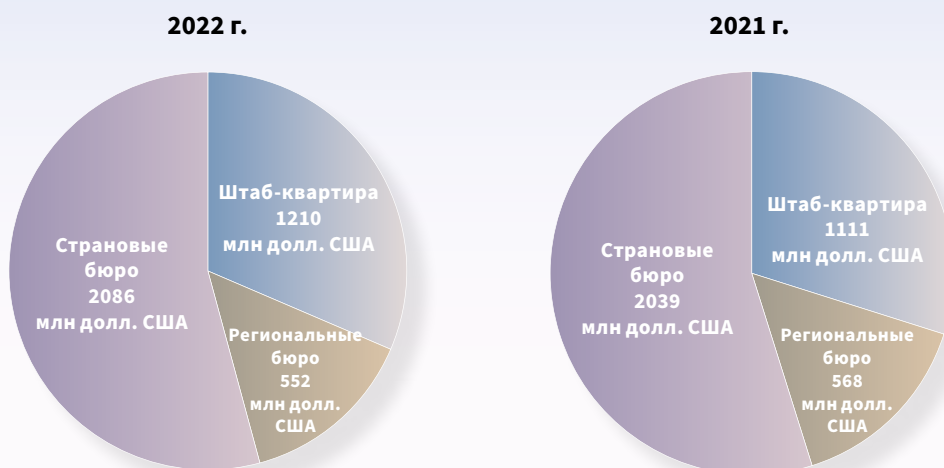 2022 г.
Штаб-квартира
1210
млн долл. США
Страновые
бюро
2086
млн долл. США
Региональные
бюро
552
млн долл.
США
2021 г.
Штаб-квартира
1111
млн долл. США
Страновые
бюро
2039
млн долл. США
Региональные
бюро
568
млн долл.
США